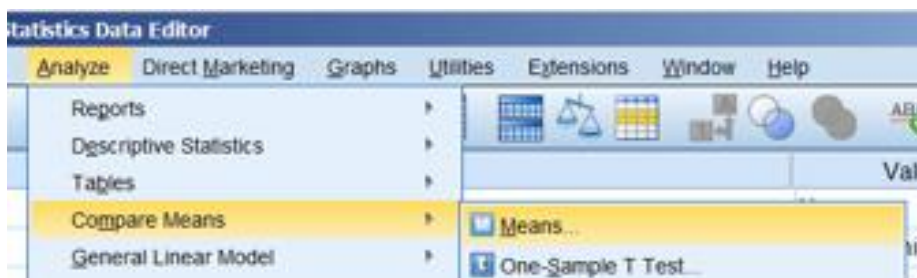 Statistics Data Editor
Analyze Direct Marketing Graphs Utilities Extensions Window Help
Reports
Descriptive Statistics
Tables
Val
Compare Means
Means...
General Linear Model
One-Sample T Test...